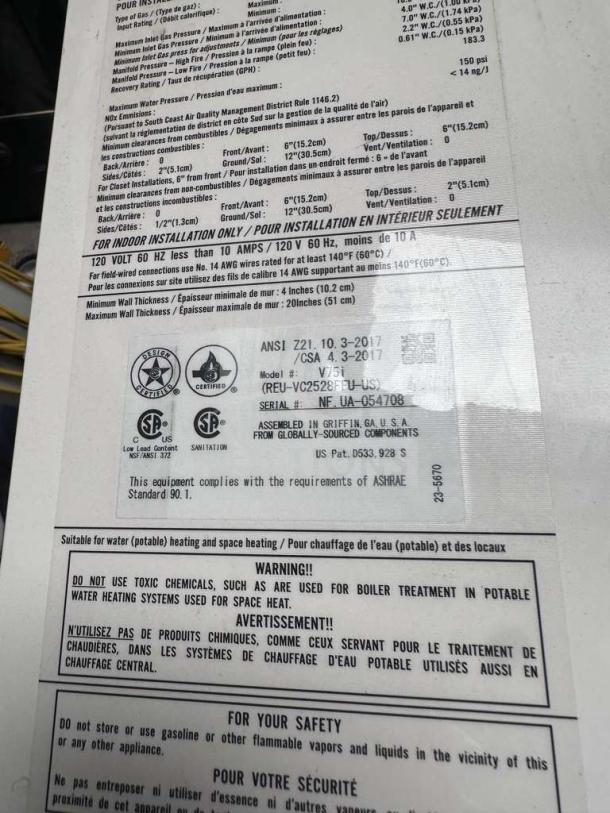 POUR
Type of Gas / (Type de gaz) :
Input Rating / (Débit calorifique) :
Maximum
Minimum :
Maximum Inlet Gas Pressure / Maximum à l'arrivée d'alimentation :
Minimum Inlet Gas Pressure / Minimum à l'arrivée d'alimentation :
4.0" W.C./(1.00 kPa)
Minimum Inlet Gas press for adjustments / Minimum (pour les réglages)
7.0" W.C./(1.74 kPa)
Manifold Pressure – High Fire / Pression à la rampe (plein feu) :
2.2" W.C./(0.55 kPa)
Manifold Pressure – Low Fire / Pression à la rampe (petit feu) :
0.61" W.C./(0.15 kPa)
Recovery Rating / Taux de récupération (GPH) :
183.3
Maximum Water Pressure / Pression d'eau maximum :
150 psi
NOx Emmisions :
< 14 ng/J
(Pursuant to South Coast Air Quality Management District Rule 1146.2)
(suivant la réglementation de district en côte Sud sur la gestion de la qualité de l'air)
Minimum clearances from combustibles / Dégagements minimaux à assurer entre les parois de l'appareil et
les constructions combustibles :
Back/Arrière : 0 Front/Avant : 6"(15.2cm) Top/Dessus : 6"(15.2cm)
Sides/Côtés : 2"(5.1cm) Ground/Sol : 12"(30.5cm) Vent/Ventilation : 0
For Closet Installations, 6" from front / Pour installation dans un endroit fermé : 6 « de l'avant
Minimum clearances from non-combustibles / Dégagements minimaux à assurer entre les parois de l'appareil
et les constructions incombustibles :
Back/Arrière : 0 Front/Avant : 6"(15.2cm) Top/Dessus : 2"(5.1cm)
Sides/Côtés : 1/2"(1.3cm) Ground/Sol : 12"(30.5cm) Vent/Ventilation : 0
FOR INDOOR INSTALLATION ONLY / POUR INSTALLATION EN INTÉRIEUR SEULEMENT
120 VOLT 60 HZ less than 10 AMPS / 120 V 60 Hz, moins de 10 A
For field-wired connections use No. 14 AWG wires rated for at least 140°F (60°C) /
Pour les connexions sur site utilisez des fils de calibre 14 AWG supportant au moins 140°F(60°C).
Minimum Wall Thickness / Épaisseur minimale de mur : 4 Inches (10.2 cm)
Maximum Wall Thickness / Épaisseur maximale de mur : 20Inches (51 cm)
DESIGN
CERTIFIED
CERTIFIED
ANSI Z21.10.3-2017
/CSA 4.3-2017
Model #: V75i
(REU-VC2528FFU-US)
SERIAL #: NF.UA-054708
C US
Low Lead Content
NSF/ANSI 372
SANITATION
ASSEMBLED IN GRIFFIN, GA, U.S.A.
FROM GLOBALLY-SOURCED COMPONENTS
US Pat. D533,928 S
This equipment complies with the requirements of ASHRAE
Standard 90.1.
23-5670
Suitable for water (potable) heating and space heating / Pour chauffage de l'eau (potable) et des locaux
WARNING!!
DO NOT USE TOXIC CHEMICALS, SUCH AS ARE USED FOR BOILER TREATMENT IN POTABLE
WATER HEATING SYSTEMS USED FOR SPACE HEAT.
AVERTISSEMENT!!
N'UTILISEZ PAS DE PRODUITS CHIMIQUES, COMME CEUX SERVANT POUR LE TRAITEMENT DE
CHAUDIÈRES, DANS LES SYSTÈMES DE CHAUFFAGE D'EAU POTABLE UTILISÉS AUSSI EN
CHAUFFAGE CENTRAL.
FOR YOUR SAFETY
DO not store or use gasoline or other flammable vapors and liquids in the vicinity of this
or any other appliance.
POUR VOTRE SÉCURITÉ
Ne pas entreposer ni utiliser d'essence ni d'autres vapeurs
proximité de cet appareil ou de